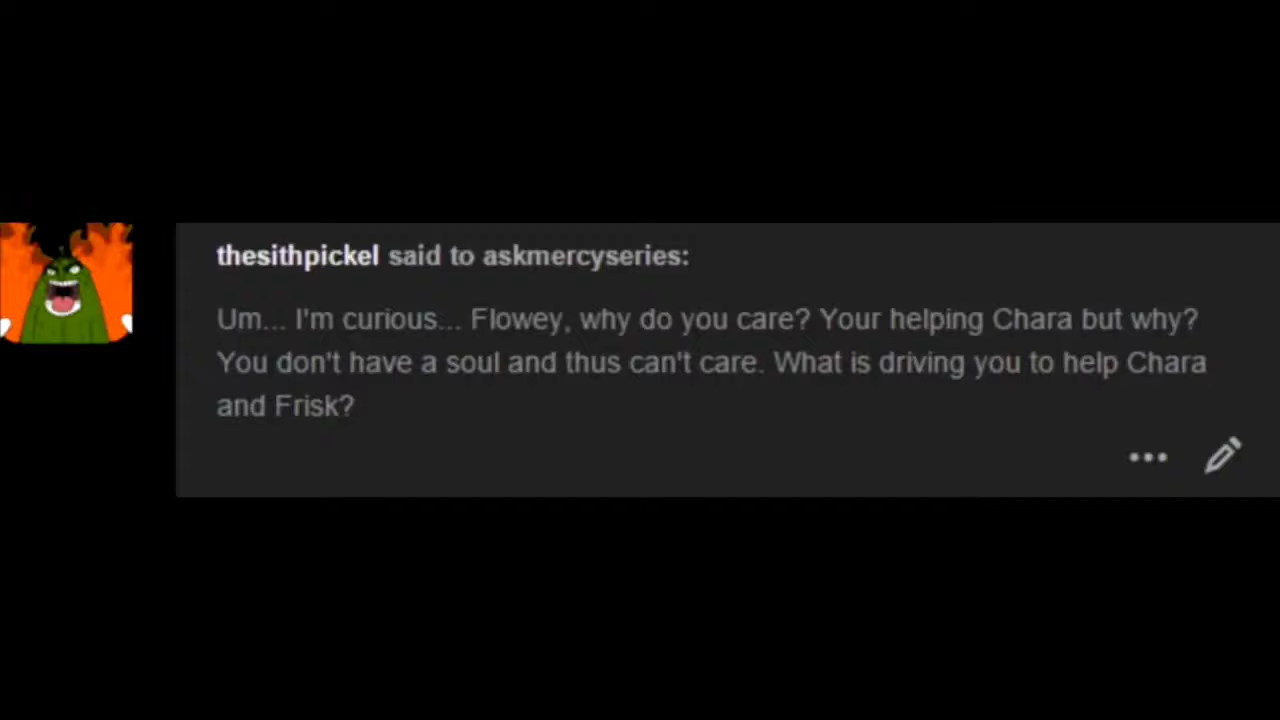 thesithpickel said to askmercyseries:
Um... I'm curious... Flowey, why do you care? Your helping Chara but why?
You don't have a soul and thus can't care. What is driving you to help Chara
and Frisk?